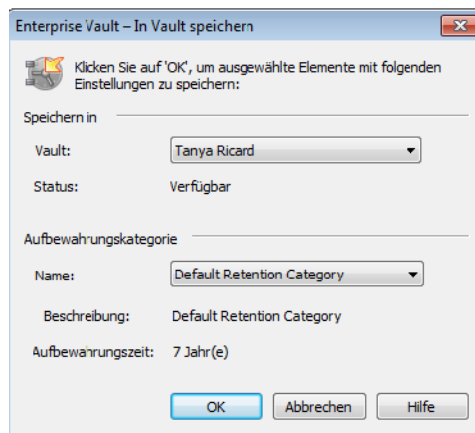 Enterprise Vault – In Vault speichern
Klicken Sie auf 'OK', um ausgewählte Elemente mit folgenden
Einstellungen zu speichern:
Speichern in
Vault: Tanya Ricard
Status: Verfügbar
Aufbewahrungskategorie
Name: Default Retention Category
Beschreibung: Default Retention Category
Aufbewahrungszeit: 7 Jahr(e)
OK Abbrechen Hilfe